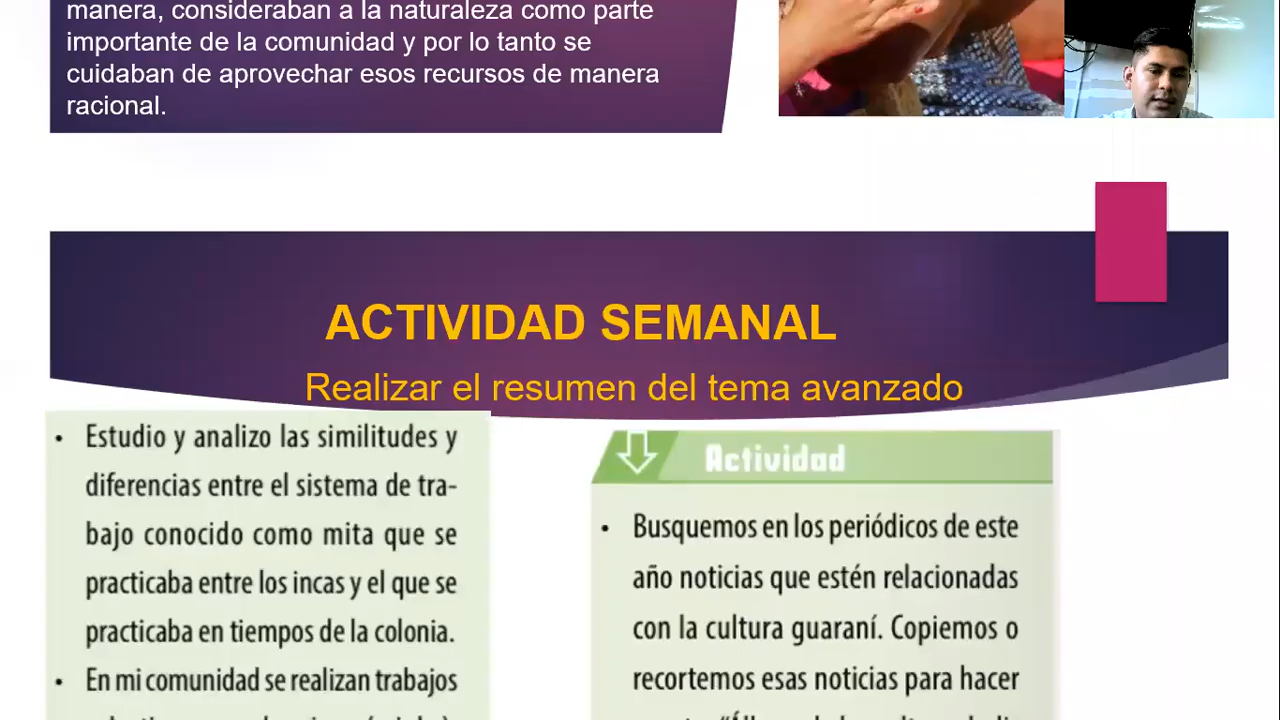 manera, consideraban a la naturaleza como parte
importante de la comunidad y por lo tanto se
cuidaban de aprovechar esos recursos de manera
racional.
ACTIVIDAD SEMANAL
Realizar el resumen del tema avanzado
• Estudio y analizo las similitudes y
diferencias entre el sistema de tra-
bajo conocido como mita que se
practicaba entre los incas y el que se
practicaba en tiempos de la colonia.
• En mi comunidad se realizan trabajos
Actividad
• Busquemos en los periódicos de este
año noticias que estén relacionadas
con la cultura guaraní. Copiemos o
recortemos esas noticias para hacer